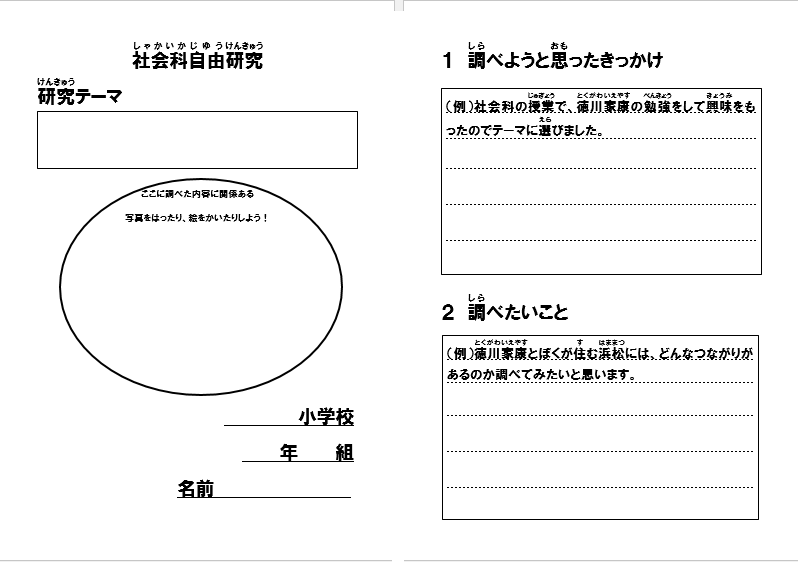 しゃかいかじゆうけんきゅう
社会科自由研究
けんきゅう
研究テーマ
ここに調べた内容に関係ある
写真をはったり、絵をかいたりしよう！
小学校
年　　組
名前
しら　おも
1　調べようと思ったきっかけ
じゅぎょう　とくがわいえやす　べんきょう　きょうみ
（例）社会科の授業で、徳川家康の勉強をして興味をも
えら
ったのでテーマに選びました。
しら
2　調べたいこと
とくがわいえやす　す　はままつ
（例）徳川家康とぼくが住む浜松には、どんなつながりが
あるのか調べてみたいと思います。